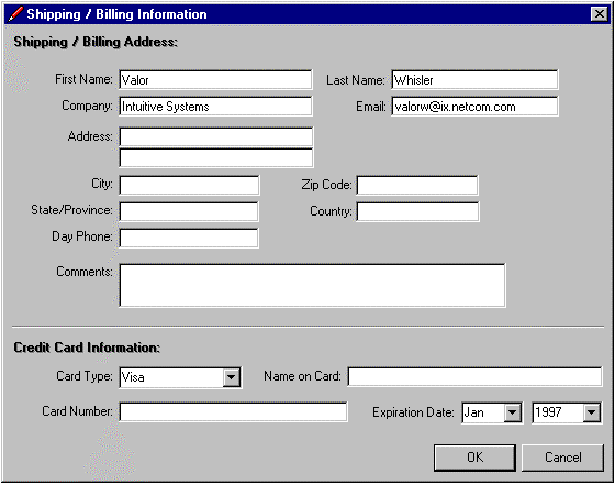 Shipping / Billing Information
Shipping / Billing Address:
First Name: Valor Last Name: Whisler
Company: Intuitive Systems Email: valorw@ix.netcom.com
Address:
City: Zip Code:
State/Province: Country:
Day Phone:
Comments:
Credit Card Information:
Card Type: Visa Name on Card:
Card Number: Expiration Date: Jan 1997
OK Cancel